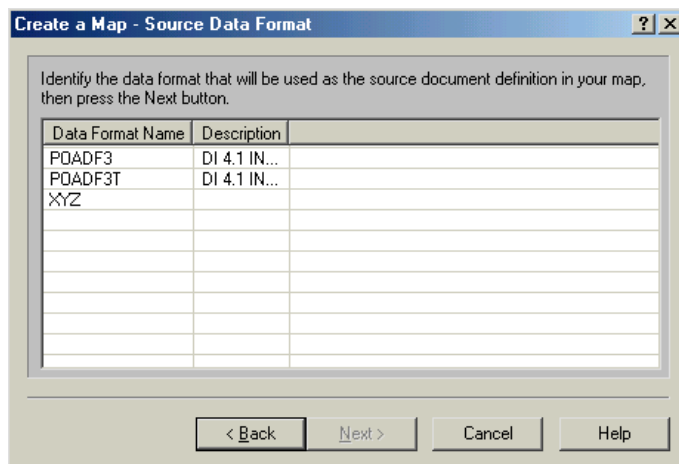 Create a Map - Source Data Format
Identify the data format that will be used as the source document definition in your map,
then press the Next button.
Data Format Name Description
POADF3 DI 4.1 IN...
POADF3T DI 4.1 IN...
XYZ
< Back Next > Cancel Help